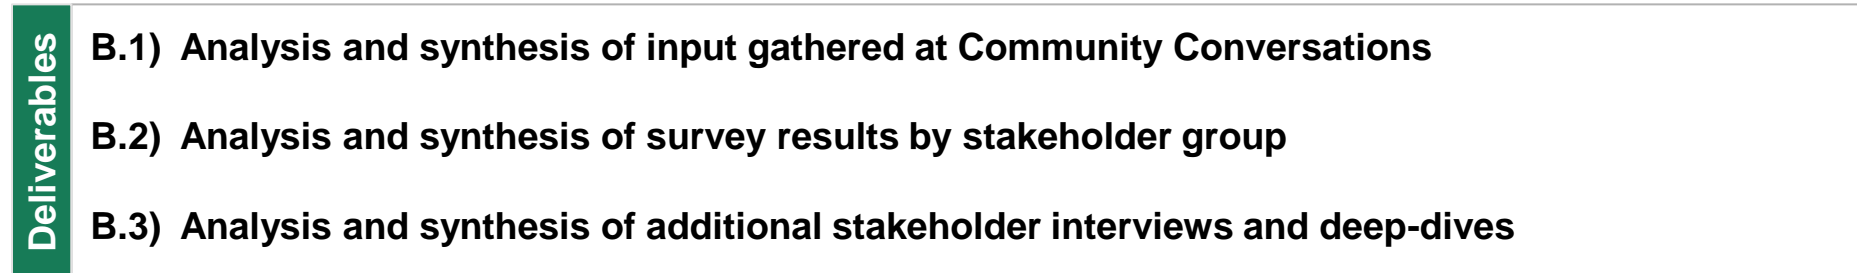 Deliverables
B.1) Analysis and synthesis of input gathered at Community Conversations
B.2) Analysis and synthesis of survey results by stakeholder group
B.3) Analysis and synthesis of additional stakeholder interviews and deep-dives